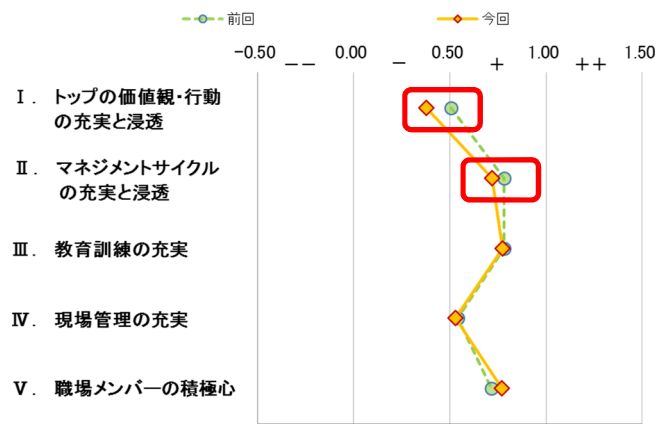 前回 今回
-0.50 0.00 0.50 1.00 1.50
－－ － ＋ ＋＋
Ⅰ． トップの価値観・行動
の充実と浸透
Ⅱ． マネジメントサイクル
の充実と浸透
Ⅲ． 教育訓練の充実
Ⅳ． 現場管理の充実
Ⅴ． 職場メンバーの積極心